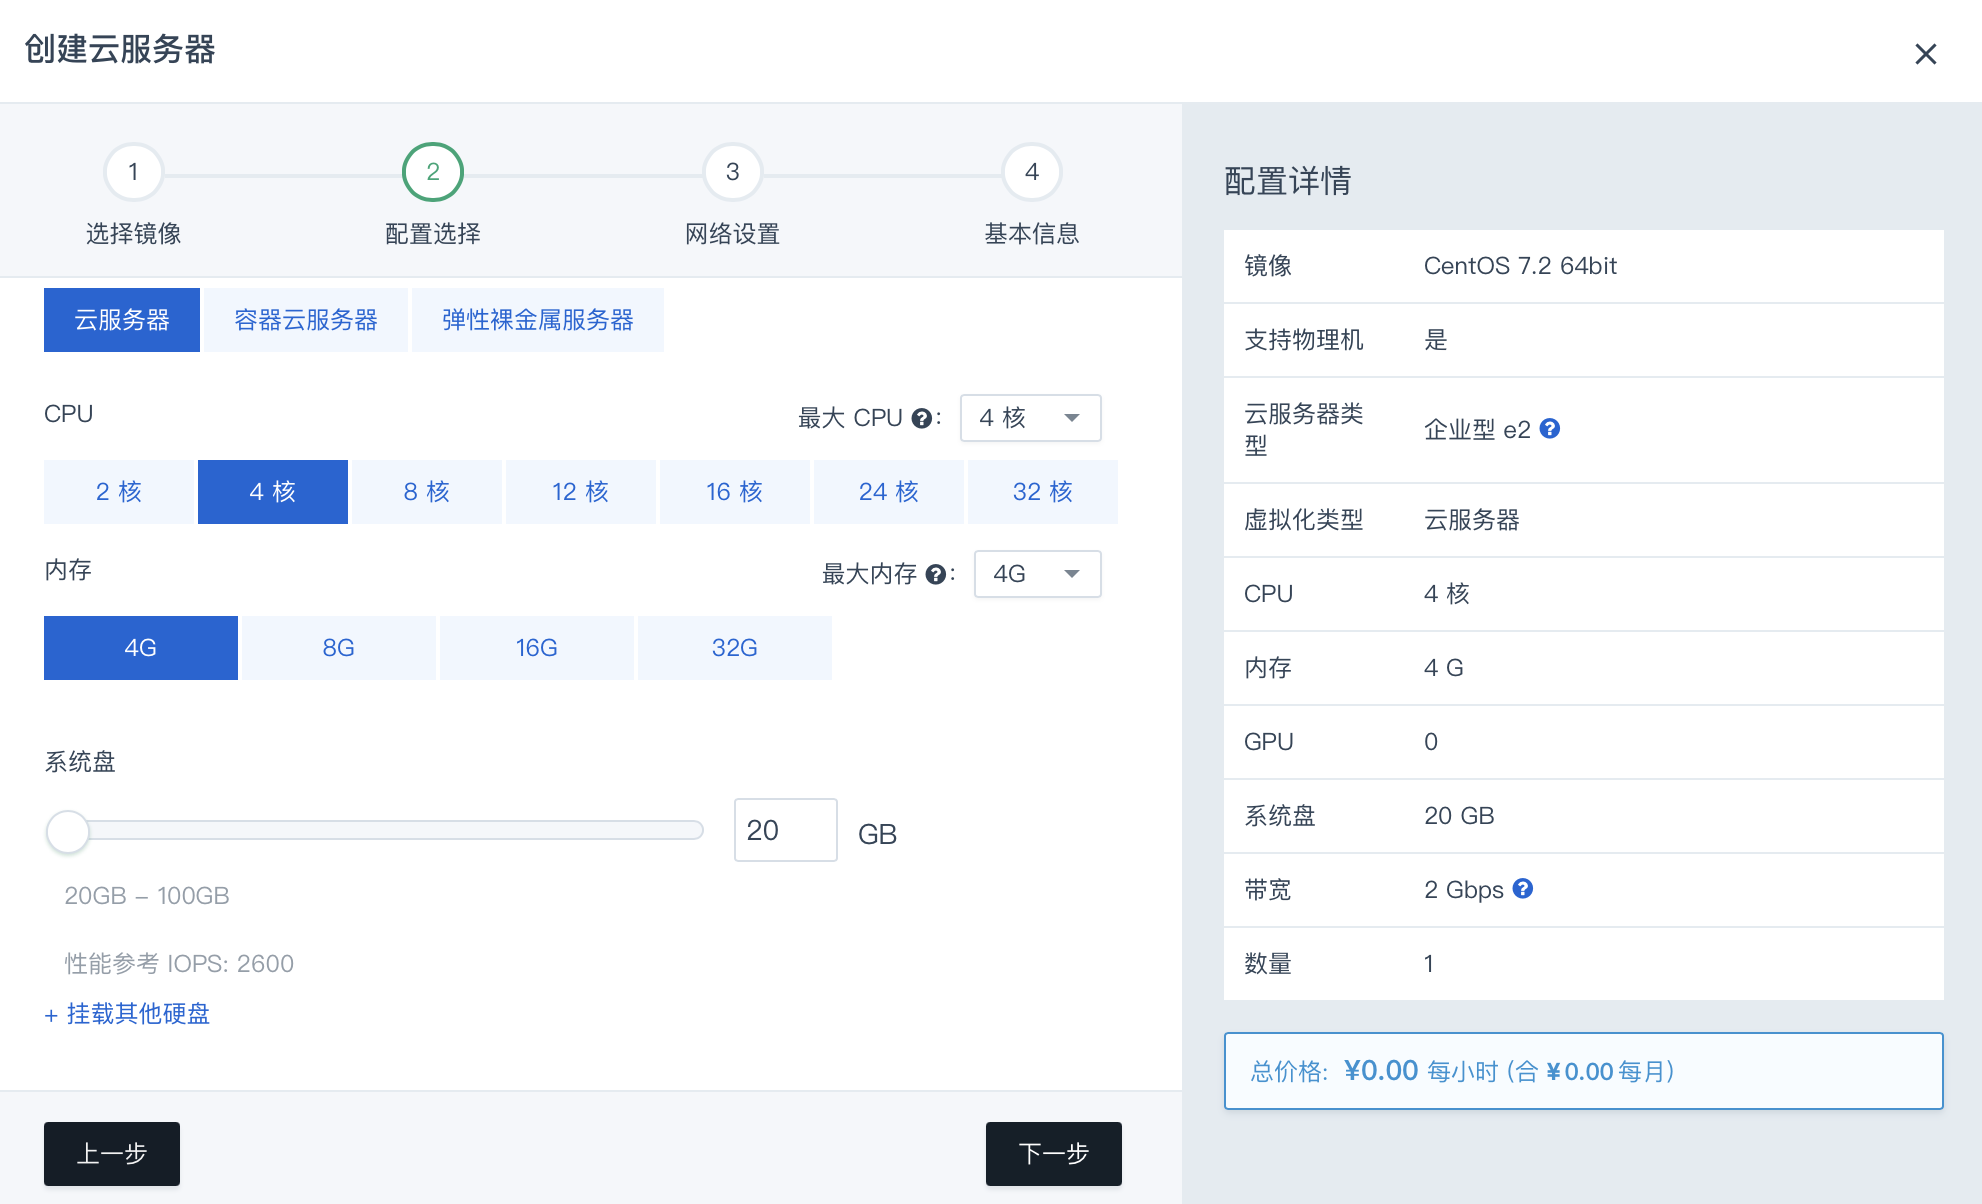 创建云服务器
1
2
3
4
选择镜像
配置选择
网络设置
基本信息
云服务器
容器云服务器
弹性裸金属服务器
CPU
最大 CPU ?:
4 核
2 核
4 核
8 核
12 核
16 核
24 核
32 核
内存
最大内存 ?:
4G
4G
8G
16G
32G
系统盘
20
GB
20GB – 100GB
性能参考 IOPS: 2600
+ 挂载其他硬盘
上一步
下一步
配置详情
镜像 CentOS 7.2 64bit
支持物理机 是
云服务器类
型
企业型 e2 ?
虚拟化类型 云服务器
CPU 4 核
内存 4 G
GPU 0
系统盘 20 GB
带宽 2 Gbps ?
数量 1
总价格: ¥0.00 每小时 (合 ¥0.00 每月)